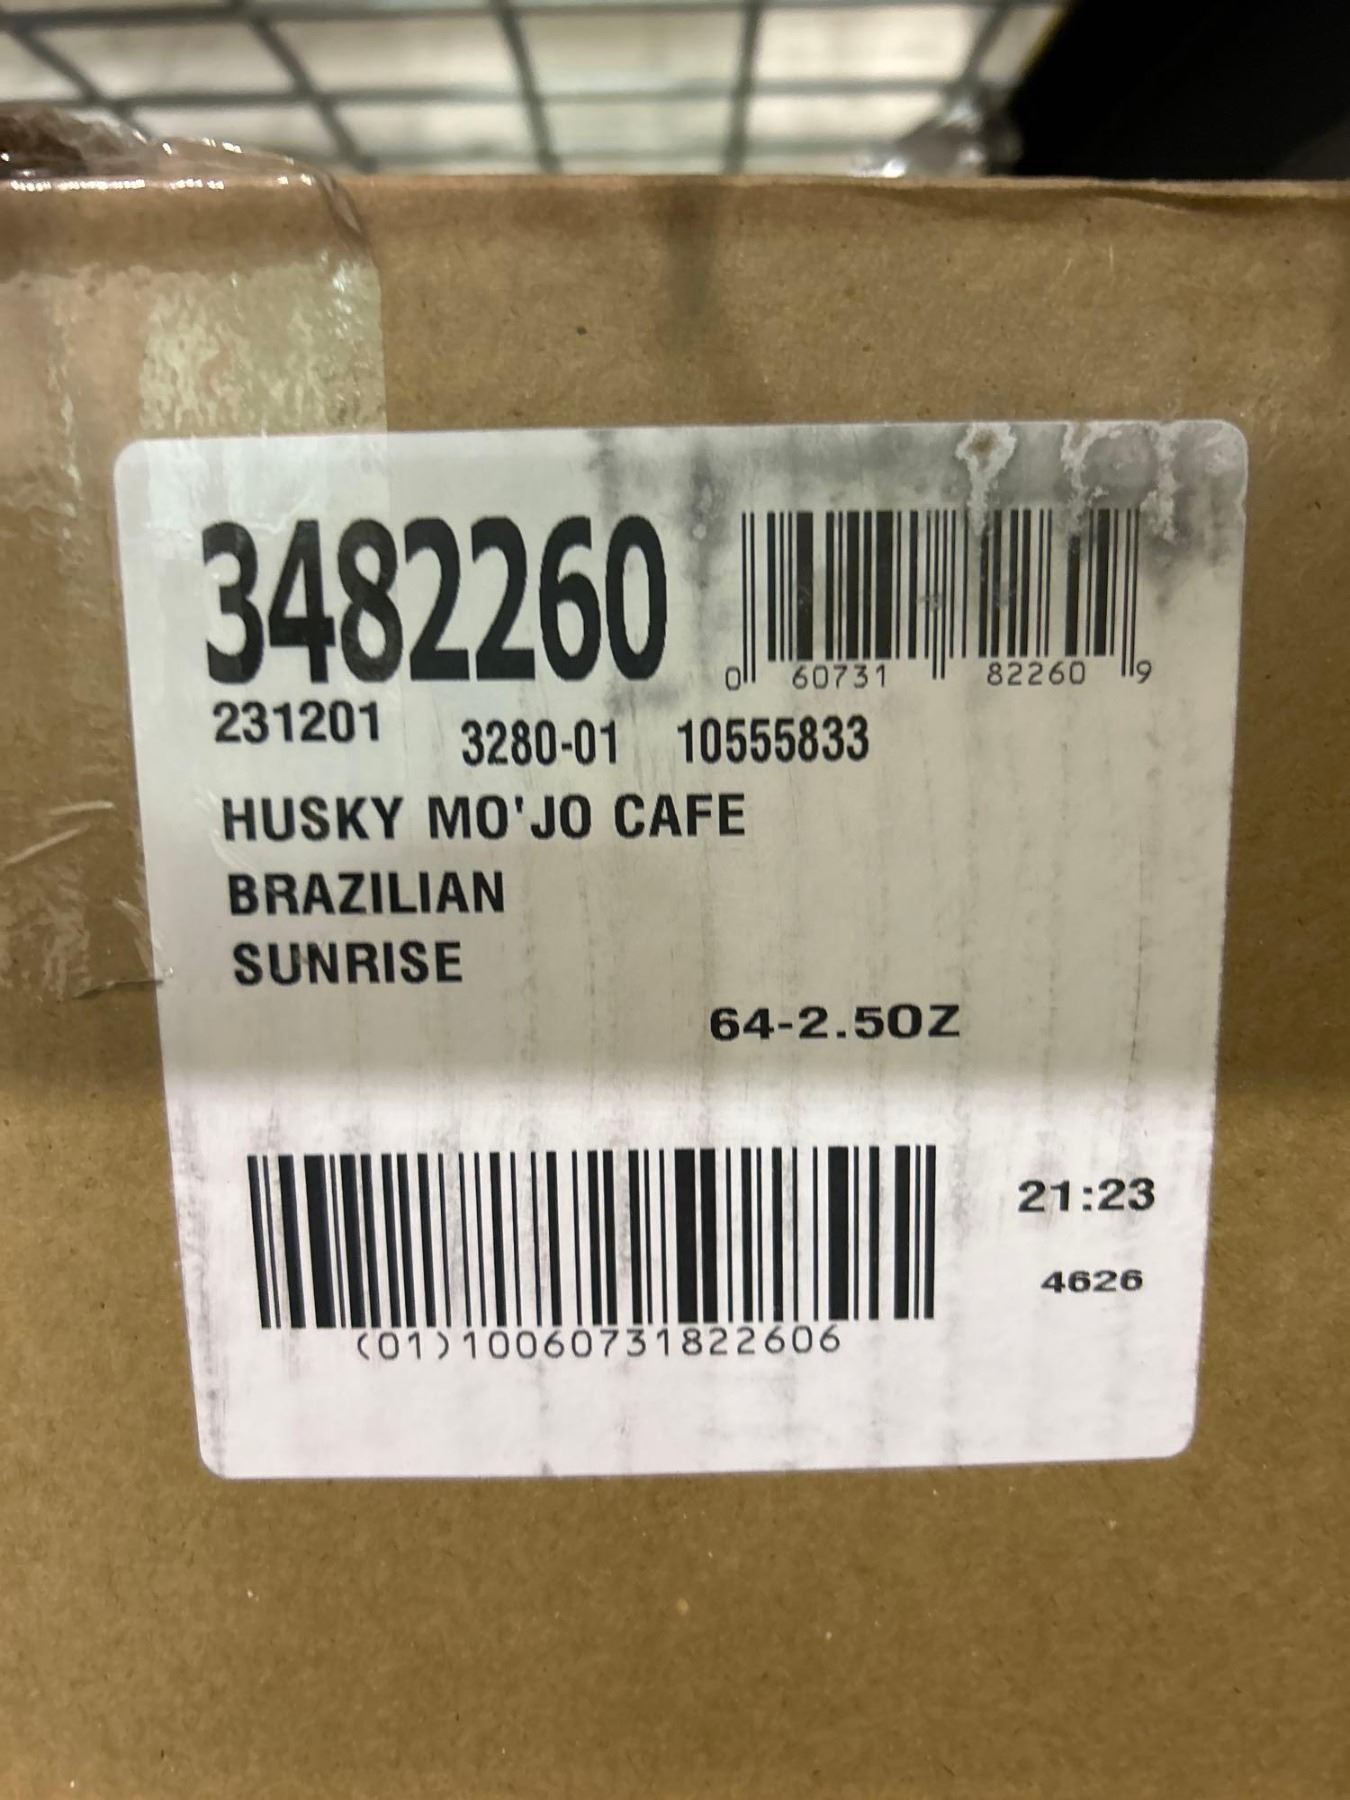 3482260
0 60731 82260 9
231201 3280-01 10555833
HUSKY MO'JO CAFE
BRAZILIAN
SUNRISE
64-2.5OZ
21:23
4626
(01)10060731822606